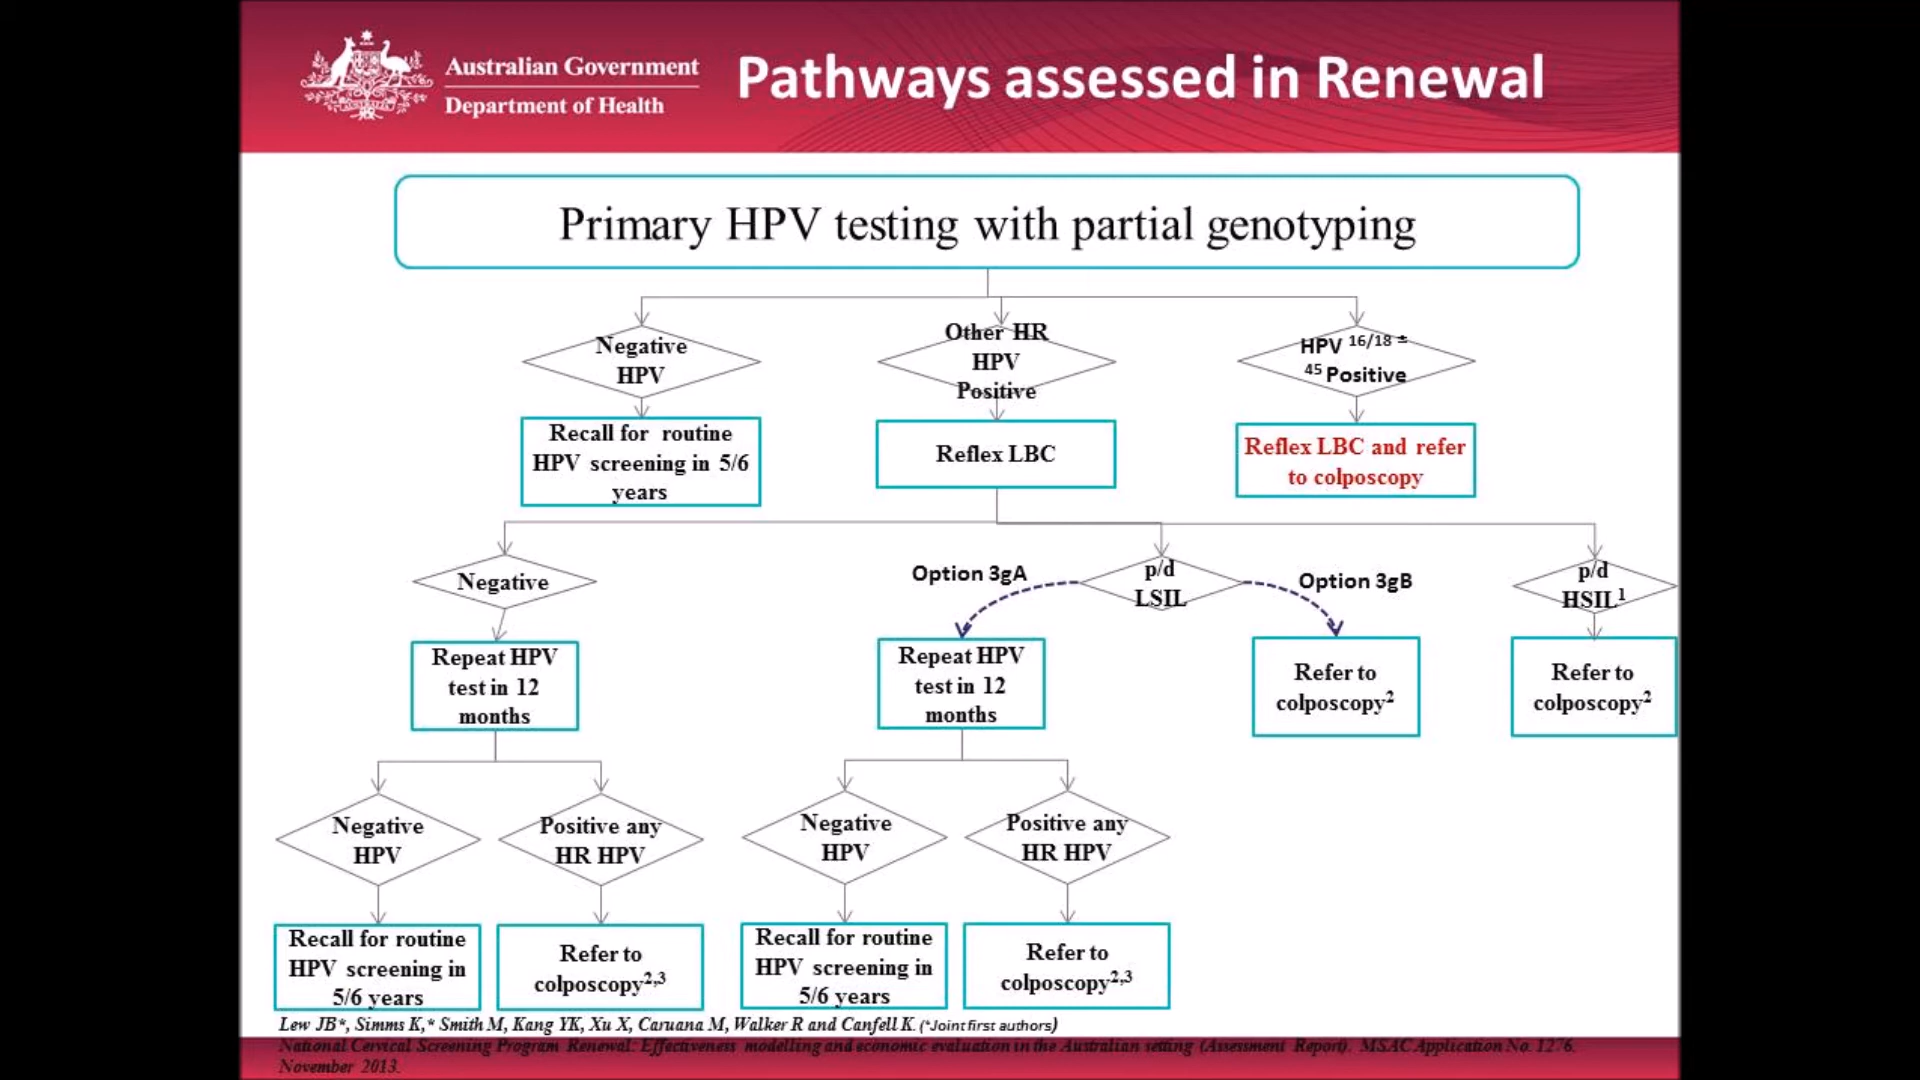 Australian Government
Department of Health
Pathways assessed in Renewal
Primary HPV testing with partial genotyping
Negative
HPV
Other HR
HPV
Positive
HPV 16/18 ±
45 Positive
Recall for routine
HPV screening in 5/6
years
Reflex LBC
Reflex LBC and refer
to colposcopy
Negative
Option 3gA
p/d
LSIL
Option 3gB
p/d
HSIL1
Repeat HPV
test in 12
months
Repeat HPV
test in 12
months
Refer to
colposcopy2
Refer to
colposcopy2
Negative
HPV
Positive any
HR HPV
Negative
HPV
Positive any
HR HPV
Recall for routine
HPV screening in
5/6 years
Refer to
colposcopy2,3
Recall for routine
HPV screening in
5/6 years
Refer to
colposcopy2,3
Lew JB*, Simms K,* Smith M, Kang YK, Xu X, Caruana M, Walker R and Canfell K. (*Joint first authors)
National Cervical Screening Program Renewal: Effectiveness modelling and economic evaluation in the Australian setting (Assessment Report). MSAC Application No. 1276.
November 2013.